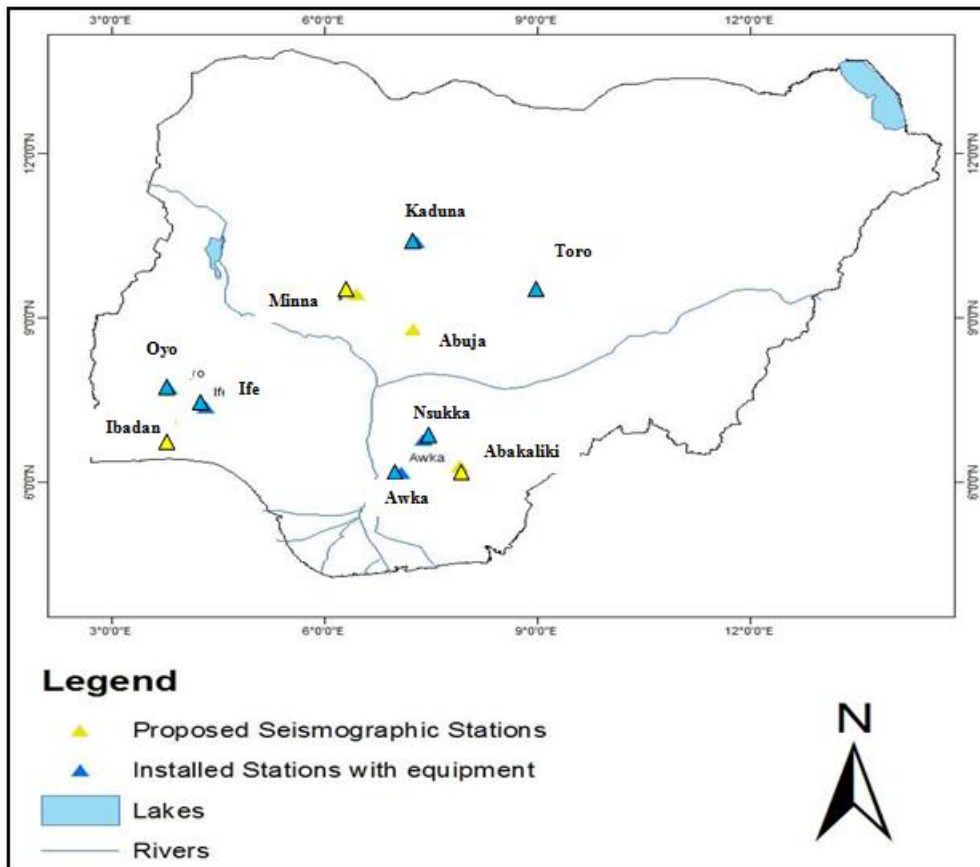 3°0'0"E 6°0'0"E 9°0'0"E 12°0'0"E
12°0'0"N 12°0'0"N
Kaduna
Toro
Minna
9°0'0"N 9°0'0"N
Abuja
Oyo
Ife
Nsukka
Ibadan
Abakaliki
Awka
6°0'0"N 6°0'0"N
Awka
3°0'0"E 6°0'0"E 9°0'0"E 12°0'0"E
Legend
Proposed Seismographic Stations
Installed Stations with equipment
Lakes
Rivers
N